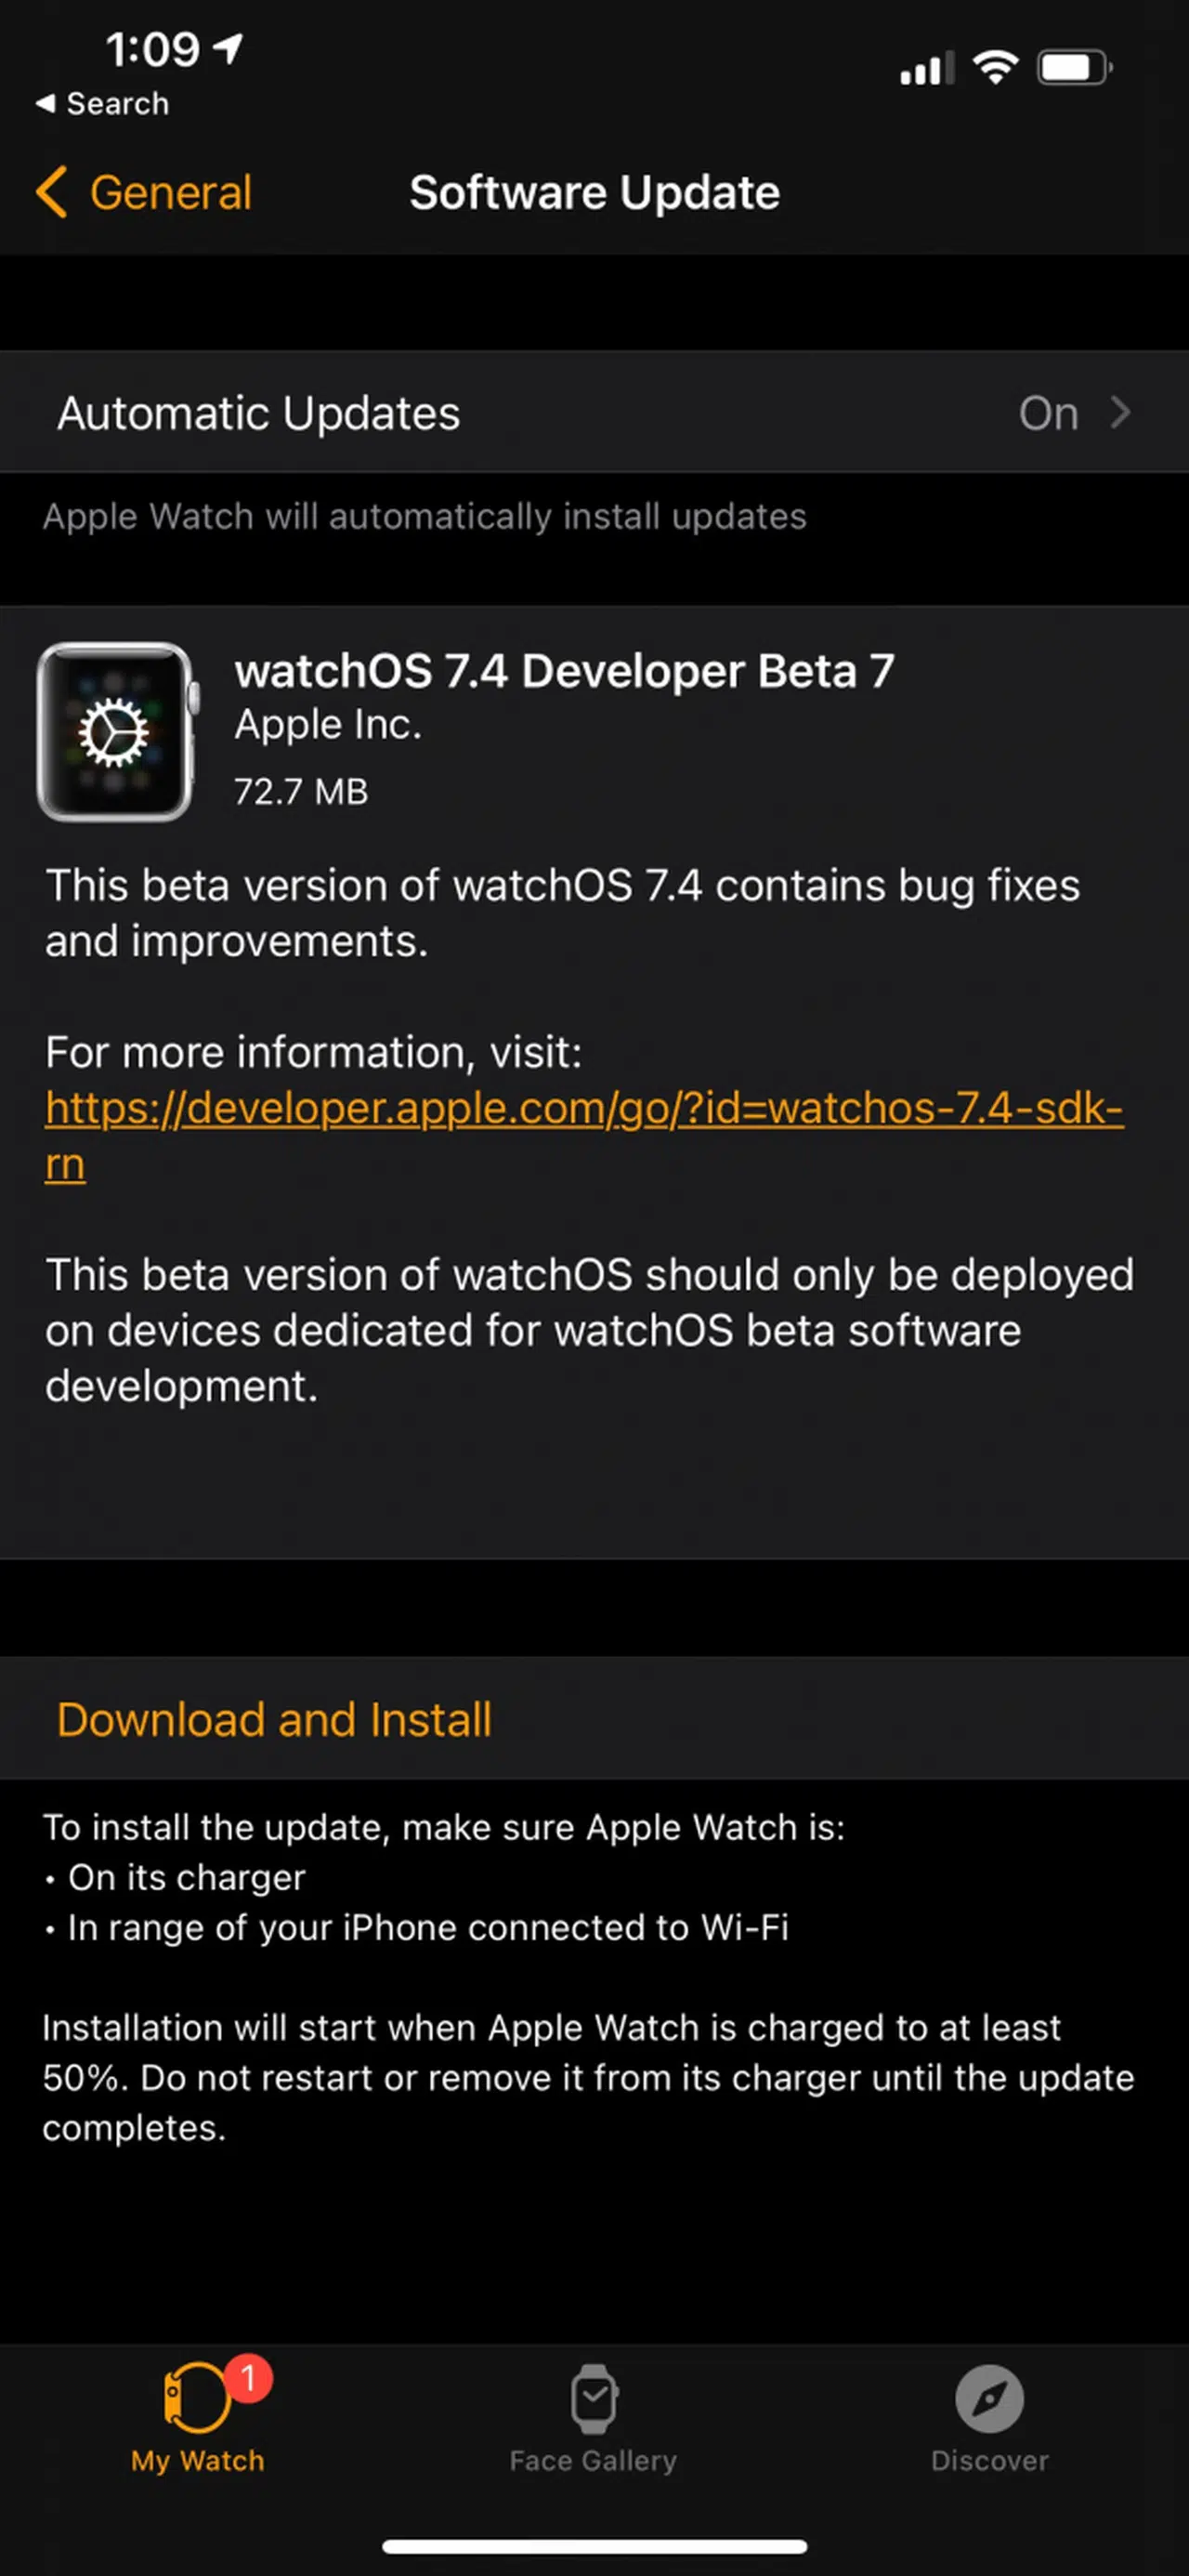 1:09
Search
General
Software Update
Automatic Updates
On
Apple Watch will automatically install updates
watchOS 7.4 Developer Beta 7
Apple Inc.
72.7 MB
This beta version of watchOS 7.4 contains bug fixes
and improvements.
For more information, visit:
https://developer.apple.com/go/?id=watchos-7.4-sdk-
rn
This beta version of watchOS should only be deployed
on devices dedicated for watchOS beta software
development.
Download and Install
To install the update, make sure Apple Watch is:
• On its charger
• In range of your iPhone connected to Wi-Fi
Installation will start when Apple Watch is charged to at least
50%. Do not restart or remove it from its charger until the update
completes.
1
My Watch
Face Gallery
Discover